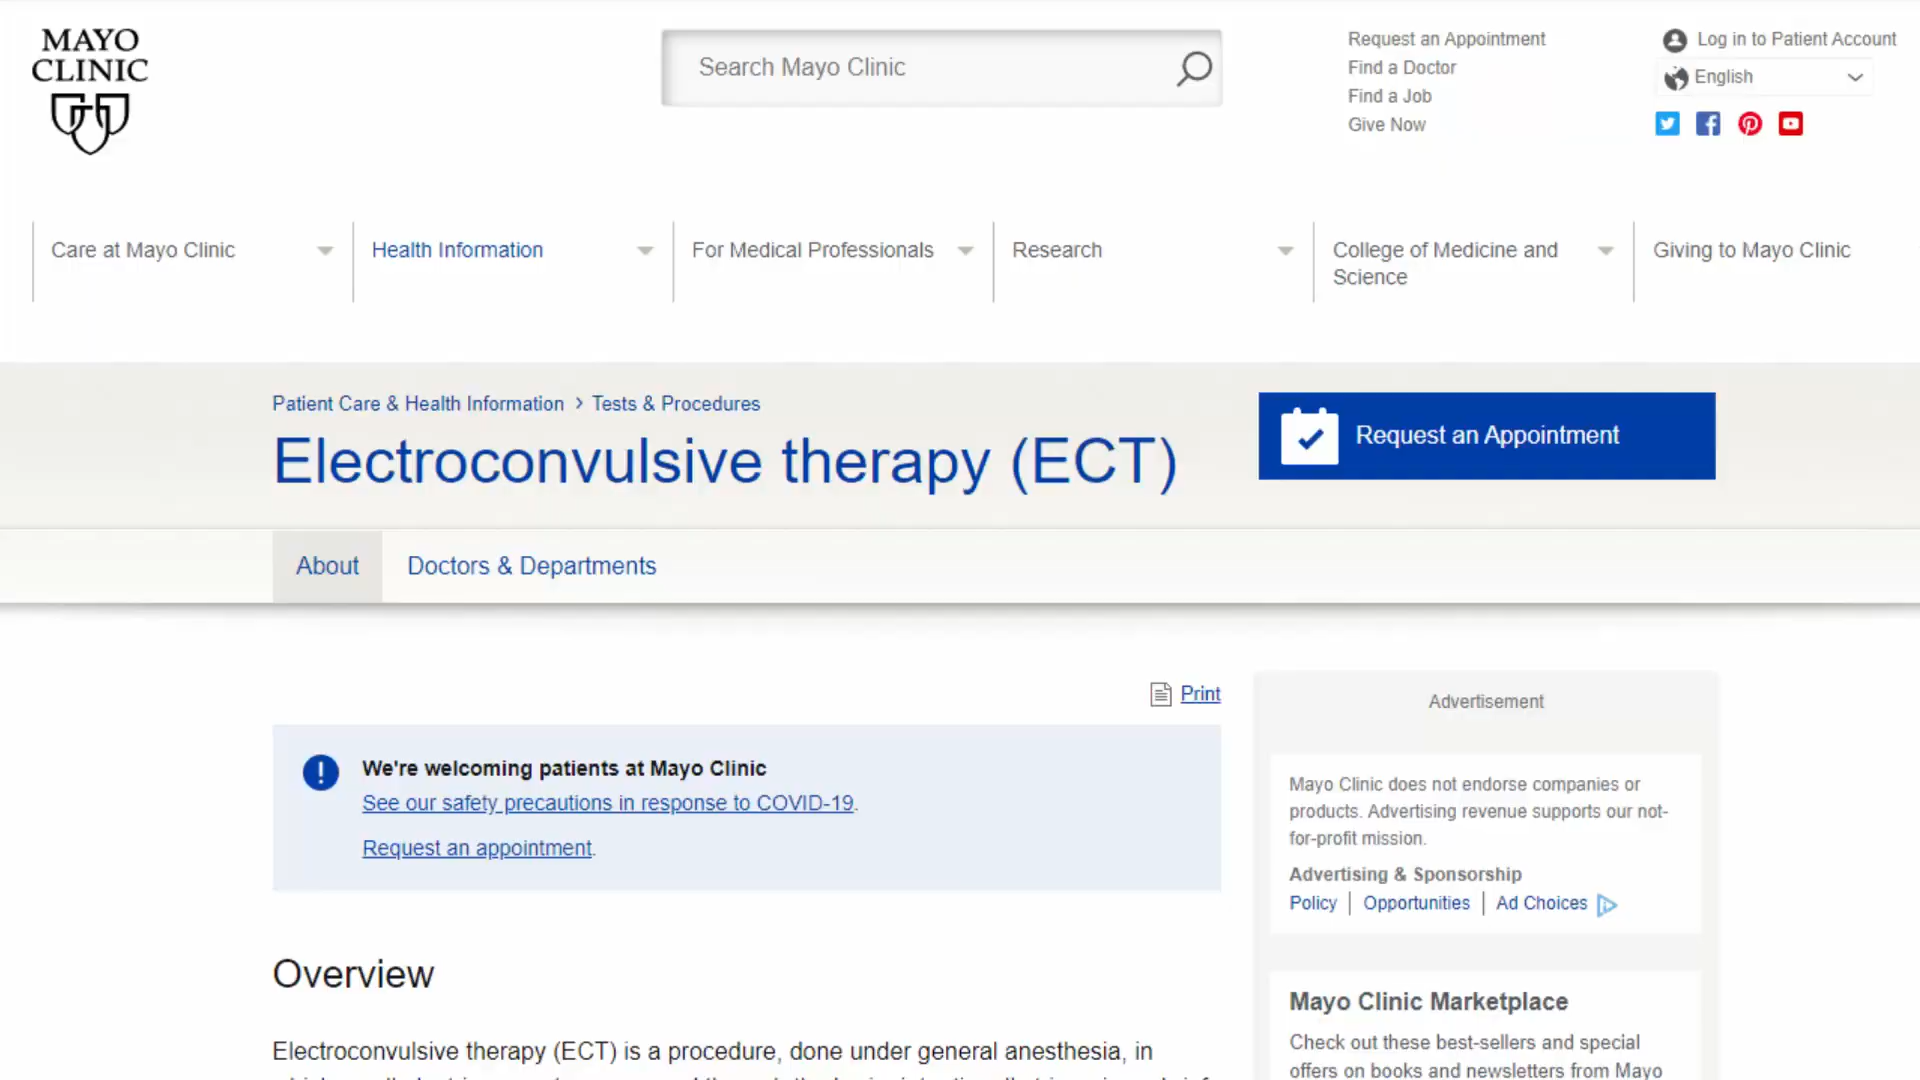 MAYO
CLINIC
Search Mayo Clinic
Request an Appointment
Find a Doctor
Find a Job
Give Now
Log in to Patient Account
English
Care at Mayo Clinic
Health Information
For Medical Professionals
Research
College of Medicine and
Science
Giving to Mayo Clinic
Patient Care & Health Information > Tests & Procedures
Electroconvulsive therapy (ECT)
Request an Appointment
About
Doctors & Departments
Print
We're welcoming patients at Mayo Clinic
See our safety precautions in response to COVID-19.
Request an appointment.
Overview
Electroconvulsive therapy (ECT) is a procedure, done under general anesthesia, in
Advertisement
Mayo Clinic does not endorse companies or
products. Advertising revenue supports our not-
for-profit mission.
Advertising & Sponsorship
Policy | Opportunities | Ad Choices
Mayo Clinic Marketplace
Check out these best-sellers and special
offers on books and newsletters from Mayo